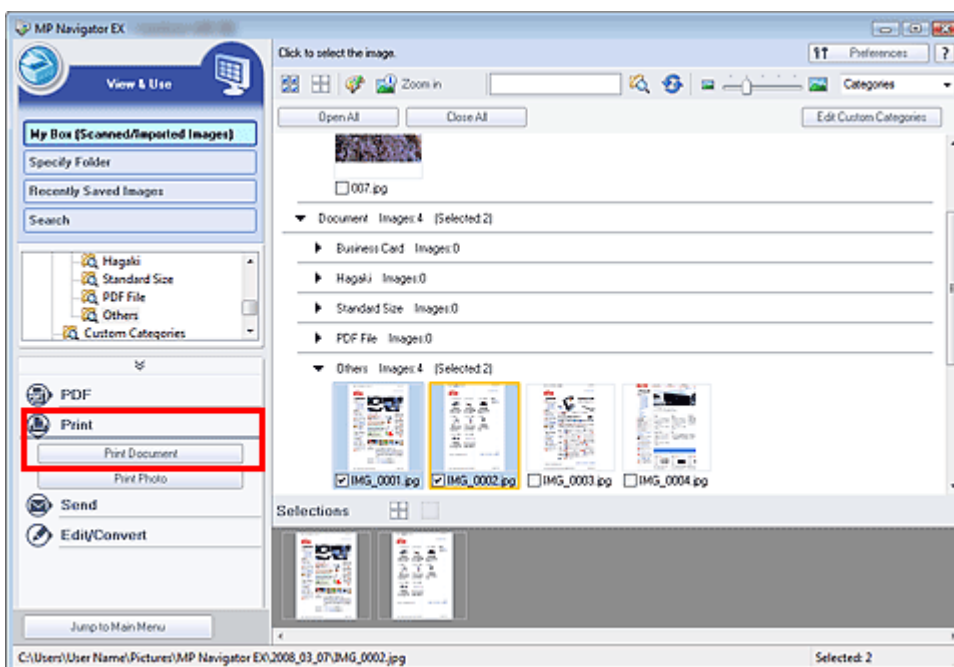 MP Navigator EX
View & Use
My Box (Scanned/Imported Images)
Specify Folder
Recently Saved Images
Search
Hagaki
Standard Size
PDF File
Others
Custom Categories
PDF
Print
Print Document
Print Photo
Send
Edit/Convert
Jump to Main Menu
Click to select the image.
Preferences
?
Zoom in
Categories
Open All
Close All
Edit Custom Categories
007.jpg
Document Images:4 (Selected:2)
Business Card Images:0
Hagaki Images:0
Standard Size Images:0
PDF File Images:0
Others Images:4 (Selected:2)
IMG_0001.jpg IMG_0002.jpg IMG_0003.jpg IMG_0004.jpg
Selections
C:\Users\User Name\Pictures\MP Navigator EX\2008_03_07\IMG_0002.jpg
Selected: 2